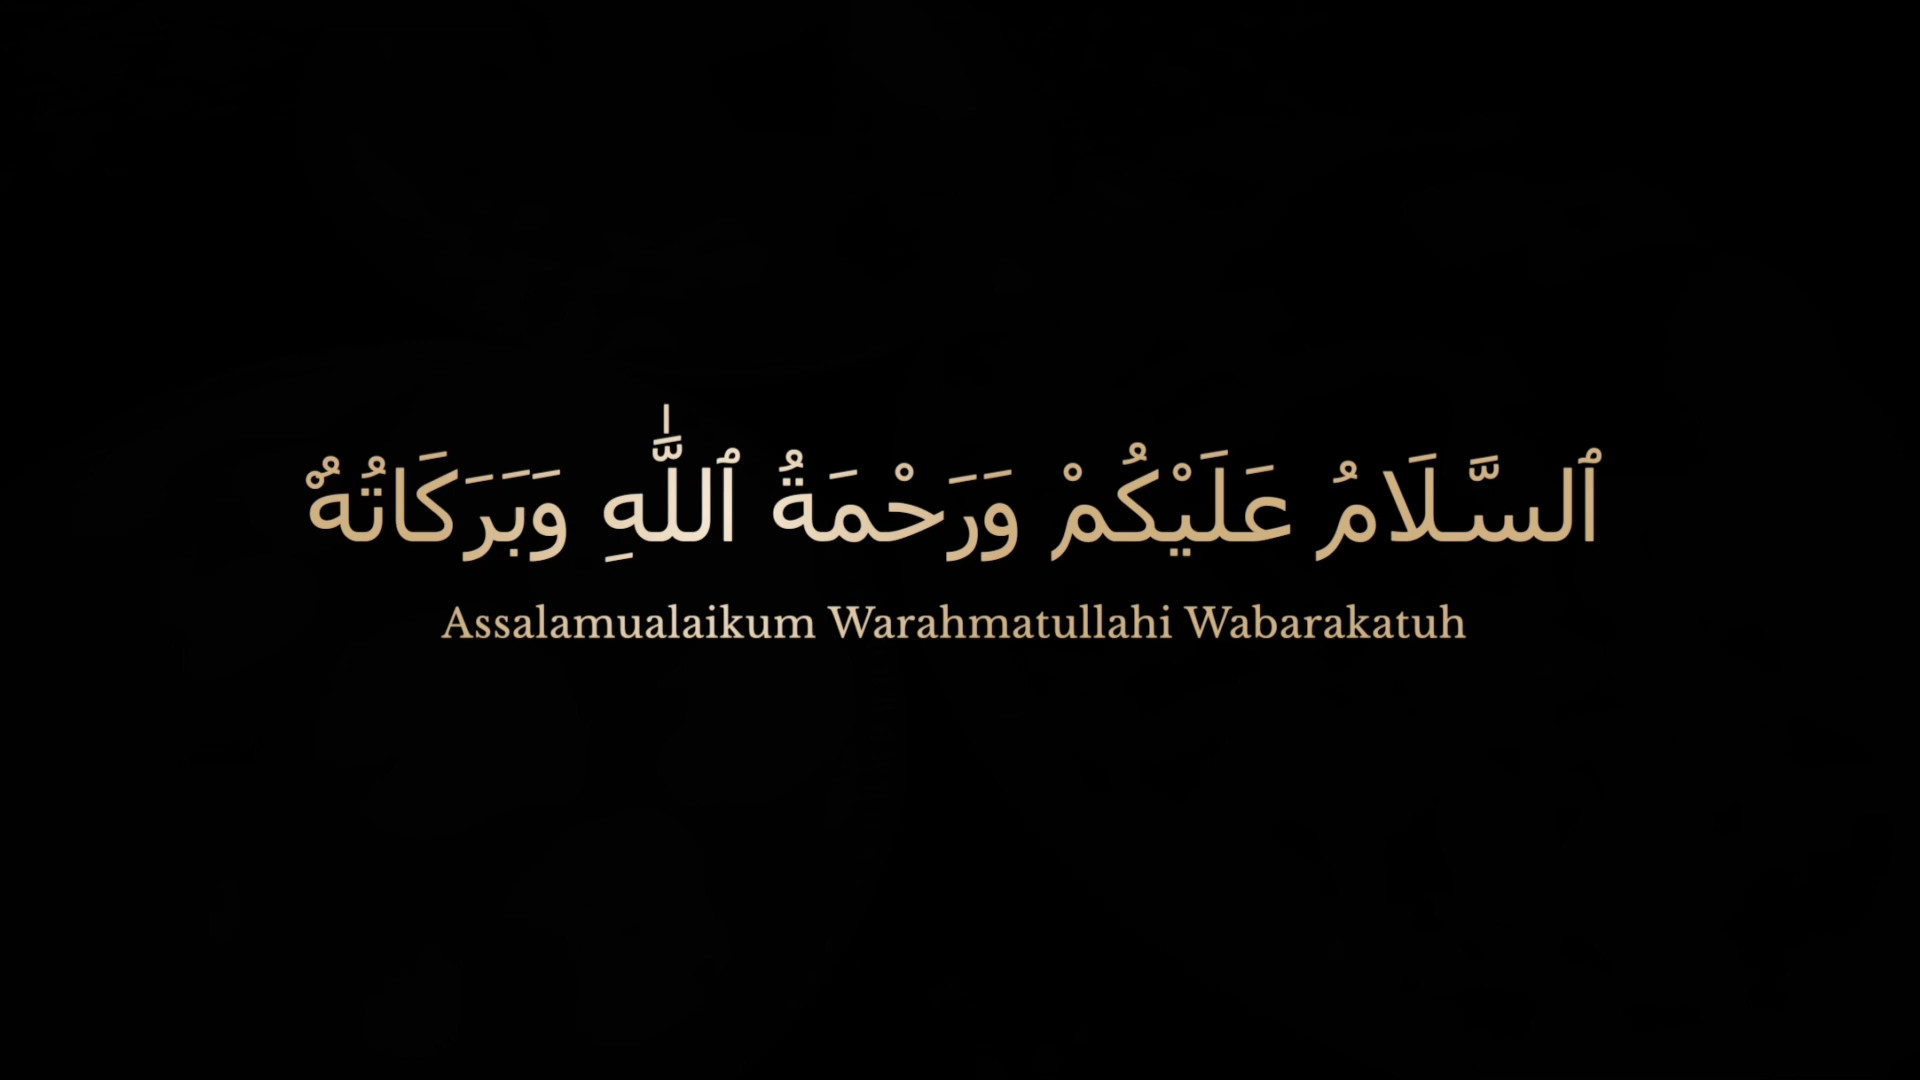 ٱلسَّلَامُ عَلَيْكُمْ وَرَحْمَةُ ٱللَّٰهِ وَبَرَكَاتُهٌ
Assalamualaikum Warahmatullahi Wabarakatuh